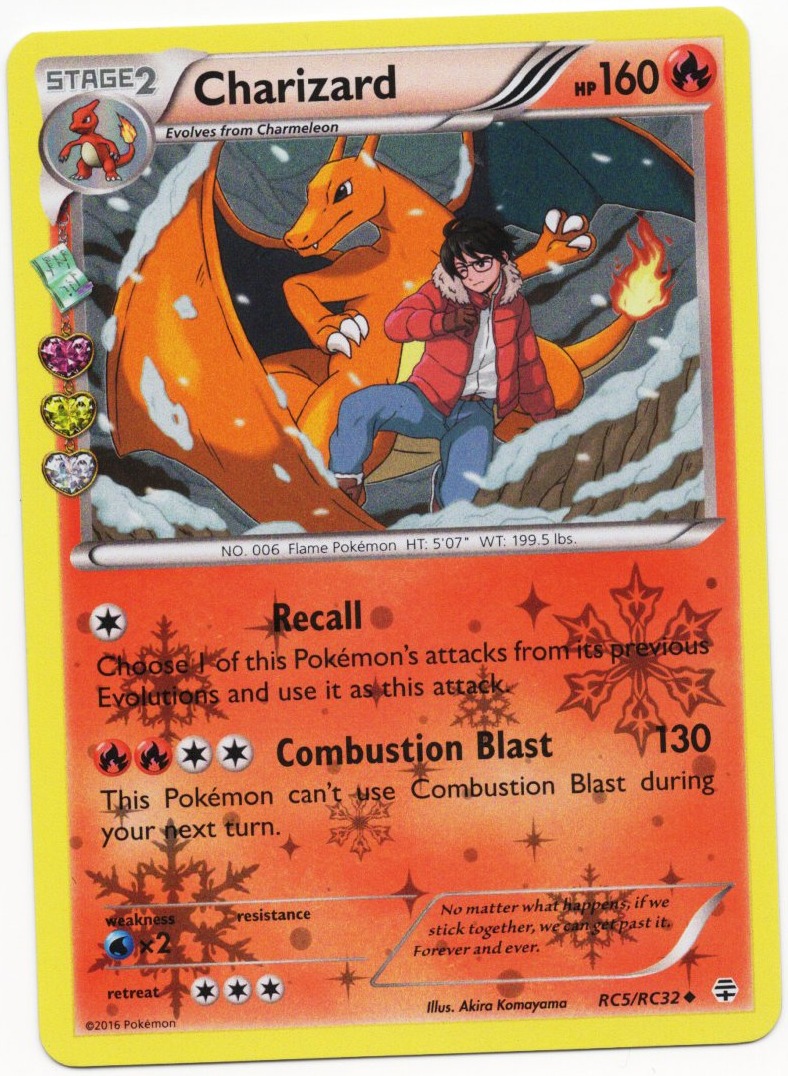 STAGE2
Charizard
HP160
Evolves from Charmeleon
NO. 006 Flame Pokémon HT: 5'07" WT: 199.5 lbs.
Recall
Choose 1 of this Pokémon's attacks from its previous
Evolutions and use it as this attack.
Combustion Blast 130
This Pokémon can't use Combustion Blast during
your next turn.
weakness resistance
×2
No matter what happens, if we
stick together, we can get past it.
Forever and ever.
retreat
Illus. Akira Komayama RC5/RC32
©2016 Pokémon